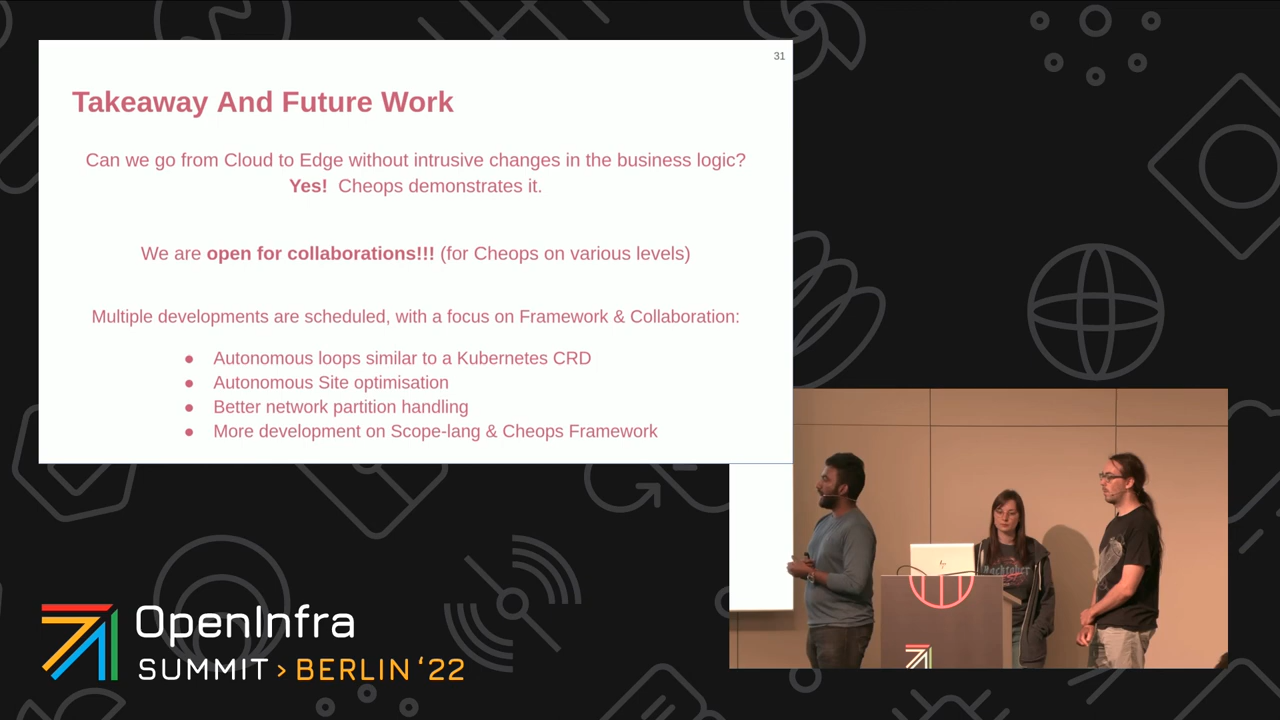 31
Takeaway And Future Work
Can we go from Cloud to Edge without intrusive changes in the business logic?
Yes! Cheops demonstrates it.
We are open for collaborations!!! (for Cheops on various levels)
Multiple developments are scheduled, with a focus on Framework & Collaboration:
● Autonomous loops similar to a Kubernetes CRD
● Autonomous Site optimisation
● Better network partition handling
● More development on Scope-lang & Cheops Framework
OpenInfra
SUMMIT > BERLIN ‘22